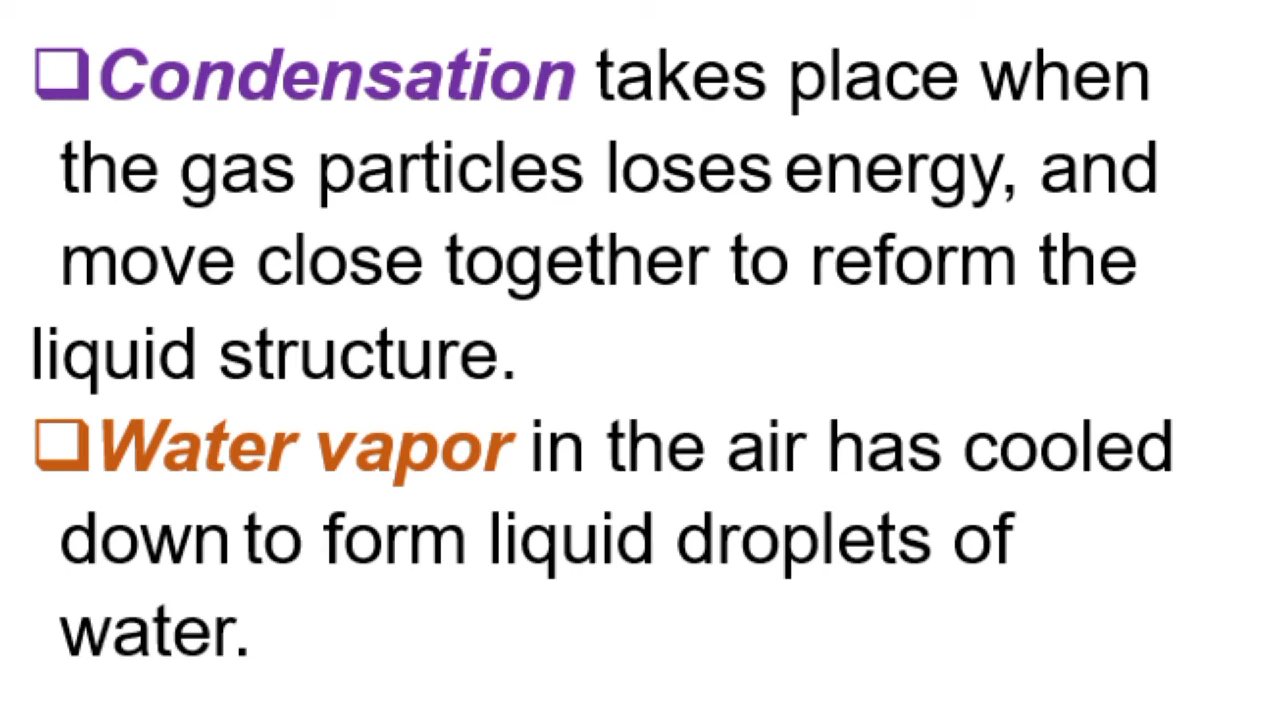 ❑Condensation takes place when
the gas particles loses energy, and
move close together to reform the
liquid structure.
❑Water vapor in the air has cooled
down to form liquid droplets of
water.